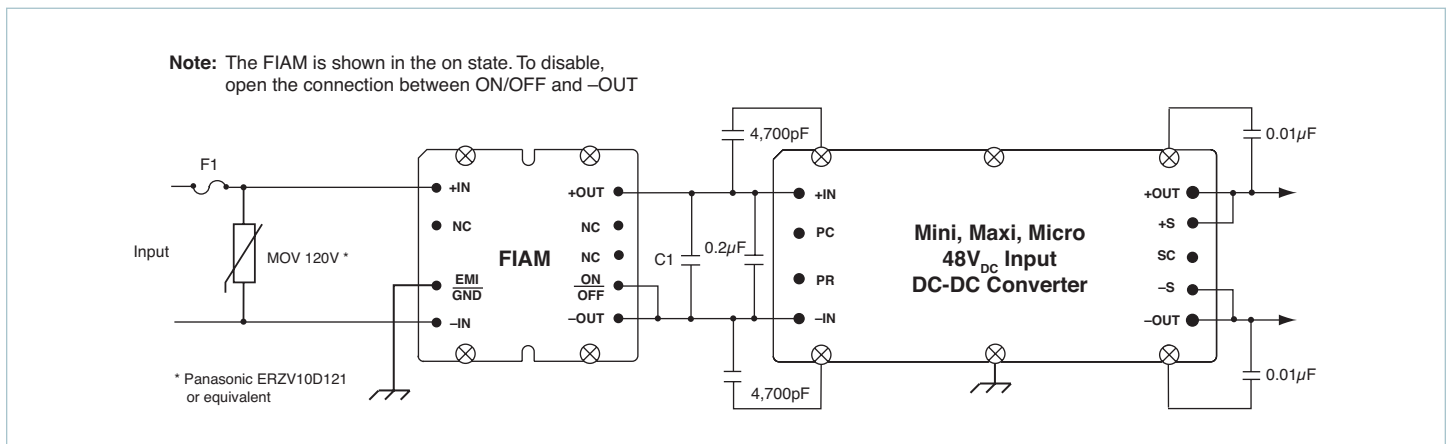 Note: The FIAM is shown in the on state. To disable,
open the connection between ON/OFF and –OUT
F1
Input
MOV 120V *
* Panasonic ERZV10D121
or equivalent
+IN
NC
EMI
GND
–IN
FIAM
+OUT
NC
NC
ON
OFF
–OUT
4,700pF
C1
0.2µF
4,700pF
+IN
PC
PR
–IN
Mini, Maxi, Micro
48VDC Input
DC-DC Converter
+OUT
+S
SC
–S
–OUT
0.01µF
0.01µF